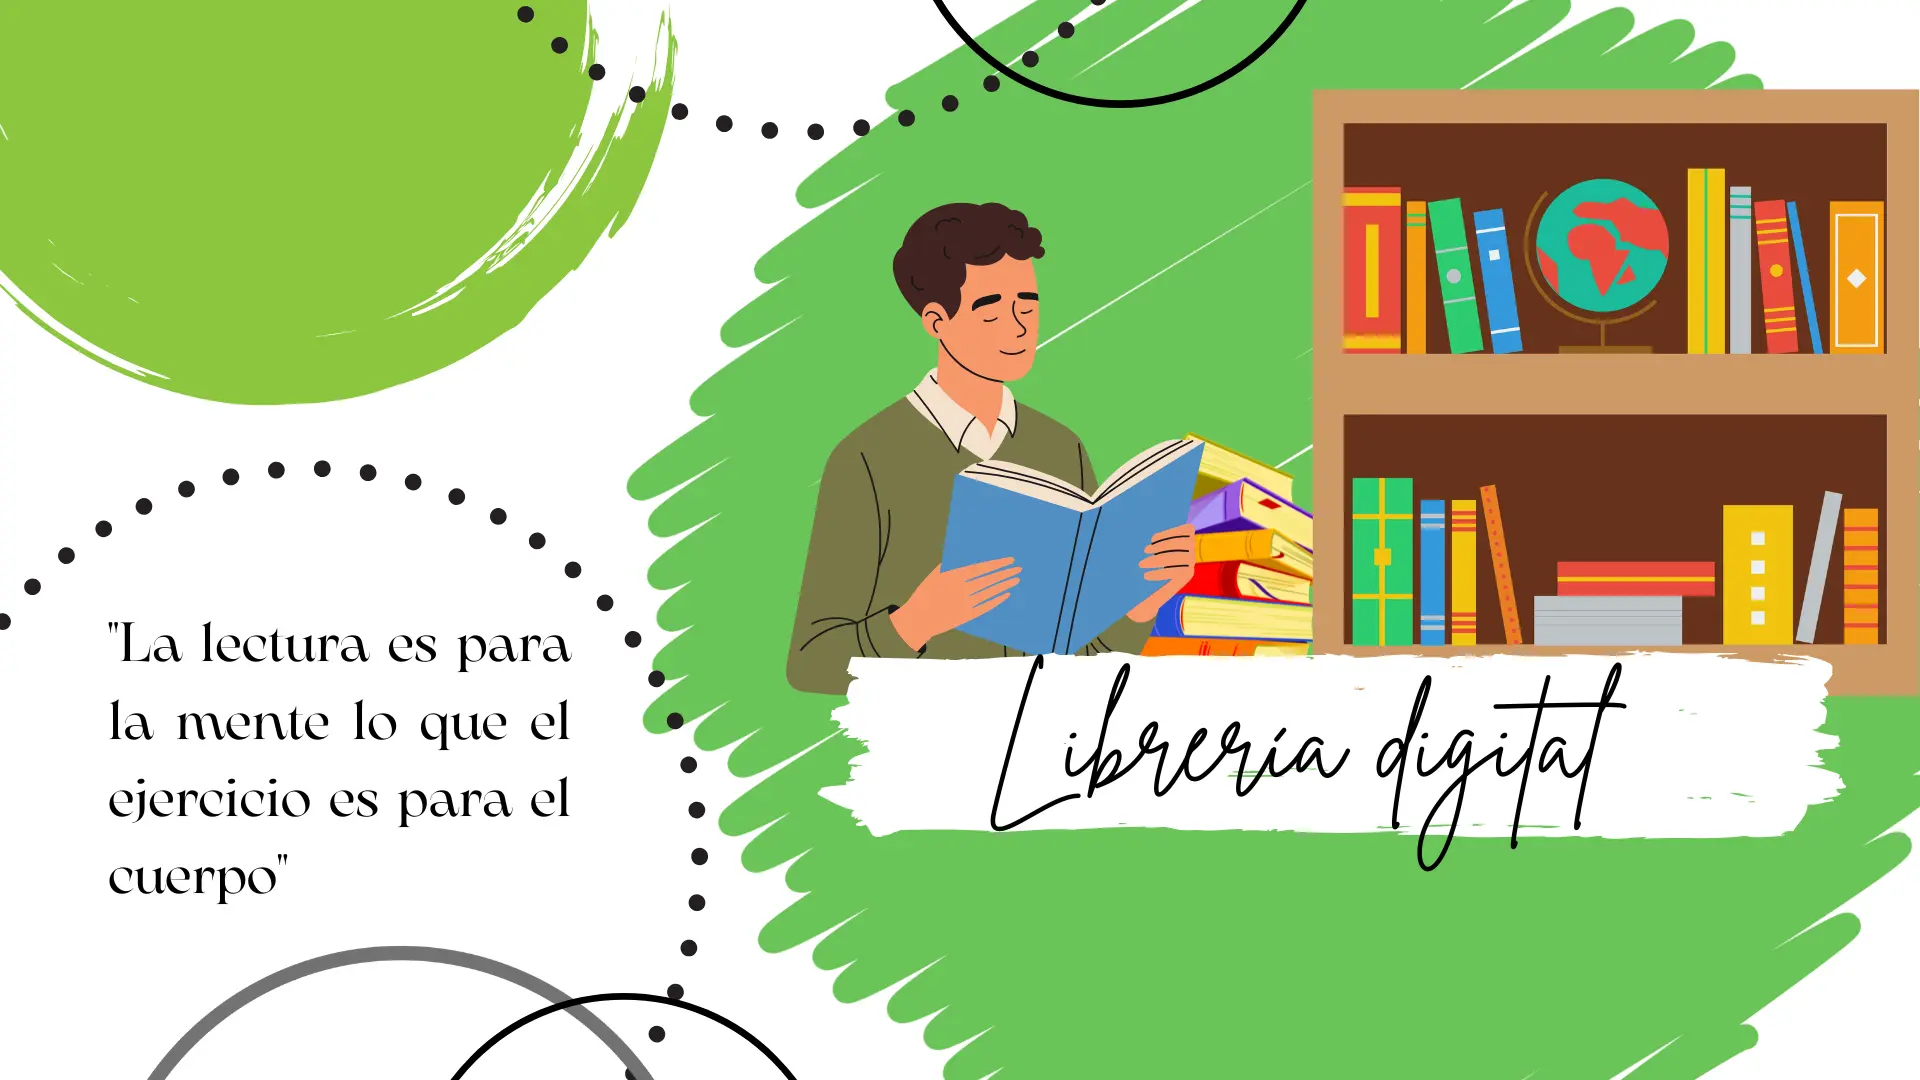 "La lectura es para
la mente lo que el
ejercicio es para el
cuerpo"
Librería digital